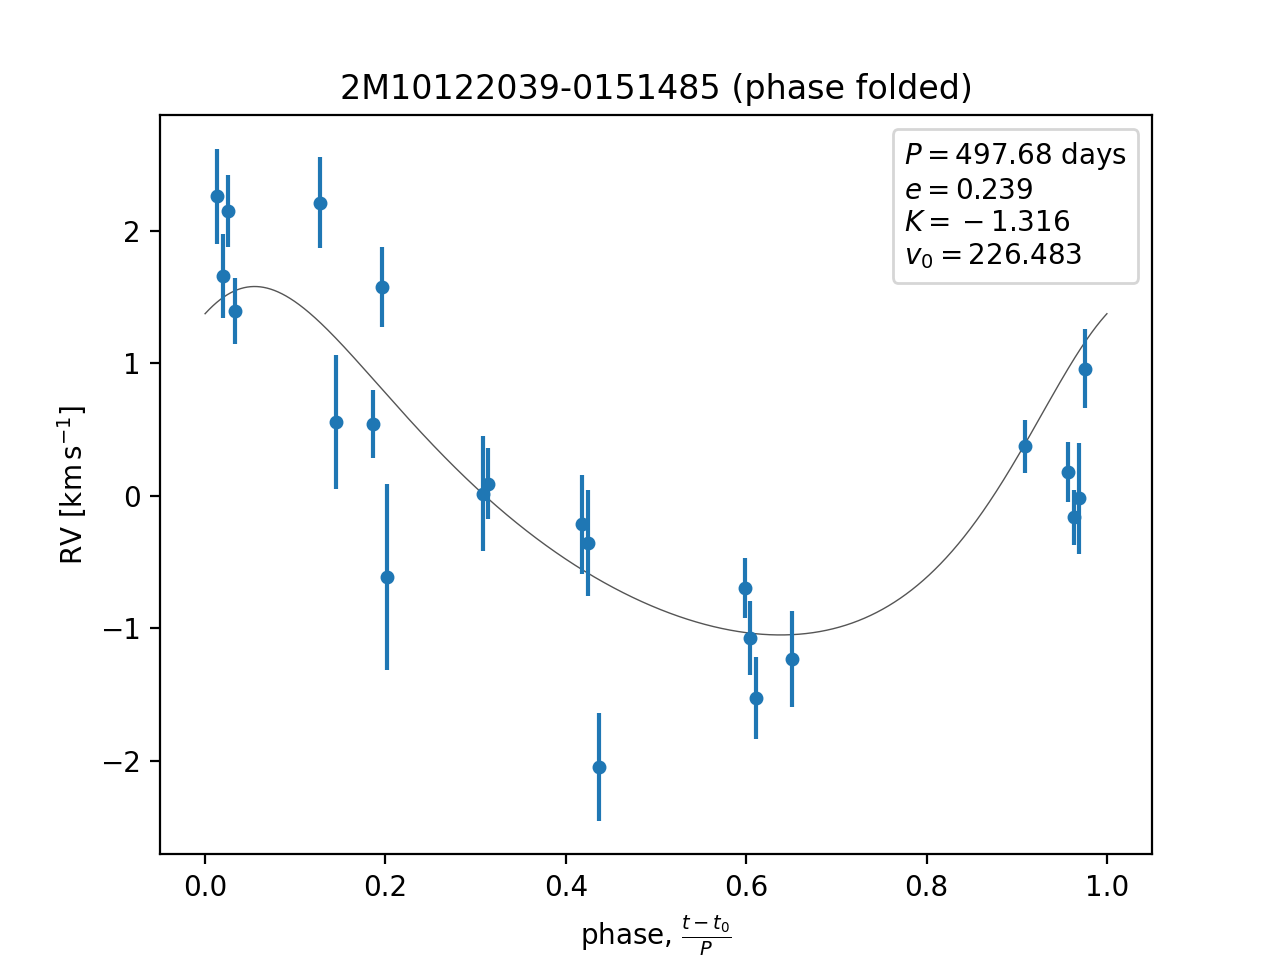 2M10122039-0151485 (phase folded)
P = 497.68 days
e = 0.239
K = −1.316
v₀ = 226.483
RV [km s⁻¹]
2
1
0
−1
−2
0.0 0.2 0.4 0.6 0.8 1.0
phase, (t − t₀)/P